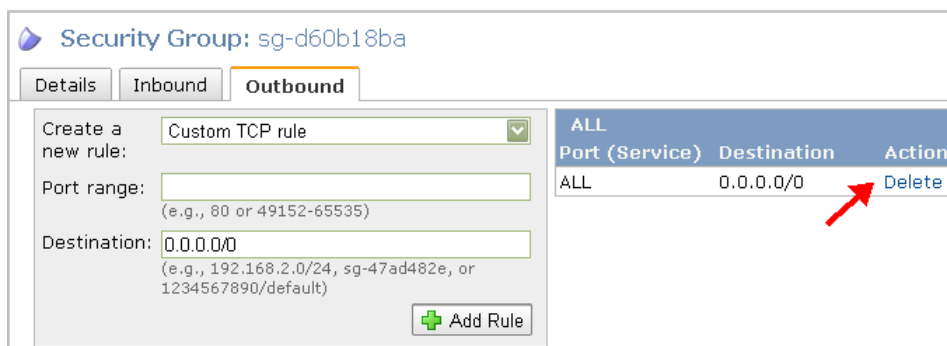 Security Group: sg-d60b18ba
Details Inbound Outbound
Create a new rule: Custom TCP rule
Port range:
(e.g., 80 or 49152-65535)
Destination: 0.0.0.0/0
(e.g., 192.168.2.0/24, sg-47ad482e, or
1234567890/default)
Add Rule
ALL
Port (Service) Destination Action
ALL 0.0.0.0/0 Delete